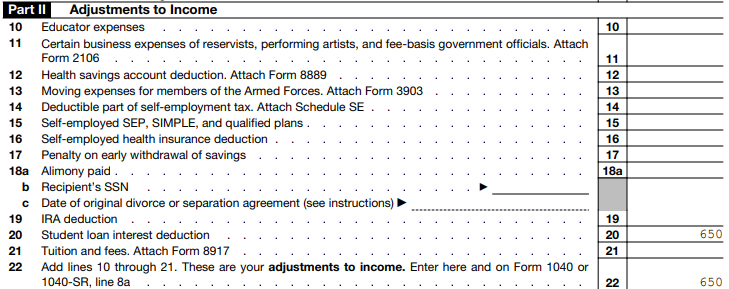 Part II Adjustments to Income
10 Educator expenses . . . . . . . . . . . . . . . . . . . . . . . . . . 10
11 Certain business expenses of reservists, performing artists, and fee-basis government officials. Attach
Form 2106 . . . . . . . . . . . . . . . . . . . . . . . . . . . . 11
12 Health savings account deduction. Attach Form 8889 . . . . . . . . . . . . . . . 12
13 Moving expenses for members of the Armed Forces. Attach Form 3903 . . . . . . . . . . 13
14 Deductible part of self-employment tax. Attach Schedule SE . . . . . . . . . . . . . 14
15 Self-employed SEP, SIMPLE, and qualified plans . . . . . . . . . . . . . . . . . 15
16 Self-employed health insurance deduction . . . . . . . . . . . . . . . . . . . 16
17 Penalty on early withdrawal of savings . . . . . . . . . . . . . . . . . . . . 17
18a Alimony paid . . . . . . . . . . . . . . . . . . . . . . . . . . . . 18a
b Recipient's SSN . . . . . . . . . . . . . . . . . . . . ▶
c Date of original divorce or separation agreement (see instructions) ▶
19 IRA deduction . . . . . . . . . . . . . . . . . . . . . . . . . . . . 19
20 Student loan interest deduction . . . . . . . . . . . . . . . . . . . . . . 20 650
21 Tuition and fees. Attach Form 8917 . . . . . . . . . . . . . . . . . . . . . 21
22 Add lines 10 through 21. These are your adjustments to income. Enter here and on Form 1040 or
1040-SR, line 8a . . . . . . . . . . . . . . . . . . . . . . . . . . . 22 650